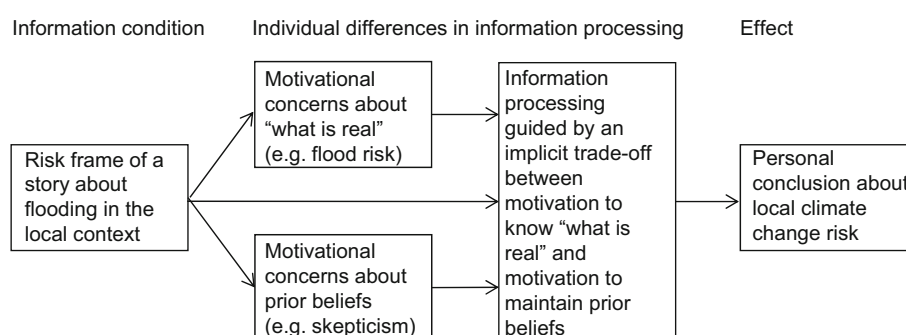 Information condition
Individual differences in information processing
Effect
Motivational
concerns about
“what is real”
(e.g. flood risk)
Risk frame of a
story about
flooding in the
local context
Motivational
concerns about
prior beliefs
(e.g. skepticism)
Information
processing
guided by an
implicit trade-off
between
motivation to
know “what is
real” and
motivation to
maintain prior
beliefs
Personal
conclusion about
local climate
change risk